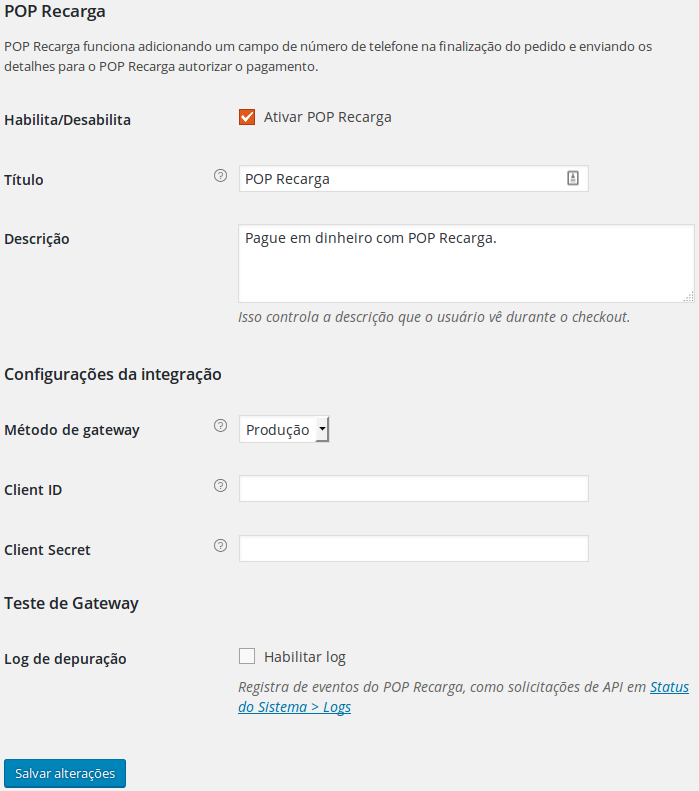 POP Recarga
POP Recarga funciona adicionando um campo de número de telefone na finalização do pedido e enviando os
detalhes para o POP Recarga autorizar o pagamento.
Habilita/Desabilita
Ativar POP Recarga
Título
?
POP Recarga
Descrição
Pague em dinheiro com POP Recarga.
Isso controla a descrição que o usuário vê durante o checkout.
Configurações da integração
Método de gateway
?
Produção
Client ID
?
Client Secret
?
Teste de Gateway
Log de depuração
Habilitar log
Registra de eventos do POP Recarga, como solicitações de API em Status
do Sistema > Logs
Salvar alterações